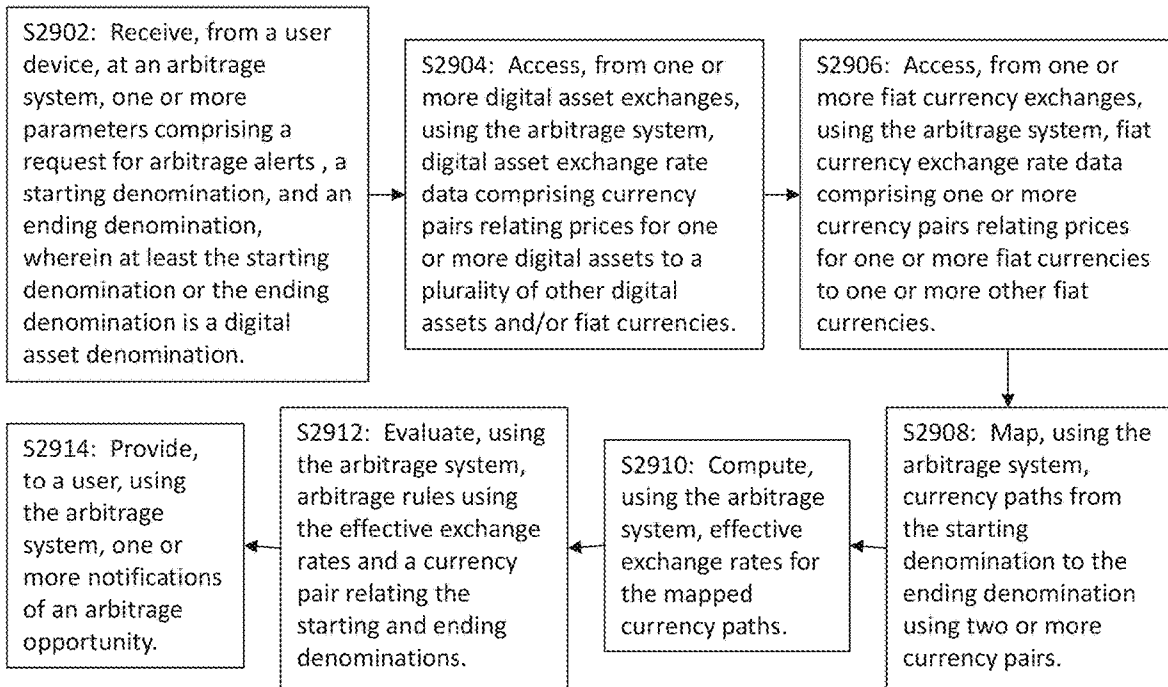 S2902: Receive, from a user
device, at an arbitrage
system, one or more
parameters comprising a
request for arbitrage alerts , a
starting denomination, and an
ending denomination,
wherein at least the starting
denomination or the ending
denomination is a digital
asset denomination.
S2904: Access, from one or
more digital asset exchanges,
using the arbitrage system,
digital asset exchange rate
data comprising currency
pairs relating prices for one
or more digital assets to a
plurality of other digital
assets and/or fiat currencies.
S2906: Access, from one or
more fiat currency exchanges,
using the arbitrage system, fiat
currency exchange rate data
comprising one or more
currency pairs relating prices
for one or more fiat currencies
to one or more other fiat
currencies.
S2908: Map, using the
arbitrage system,
currency paths from
the starting
denomination to the
ending denomination
using two or more
currency pairs.
S2910: Compute,
using the arbitrage
system, effective
exchange rates for
the mapped
currency paths.
S2912: Evaluate, using
the arbitrage system,
arbitrage rules using
the effective exchange
rates and a currency
pair relating the
starting and ending
denominations.
S2914: Provide,
to a user, using
the arbitrage
system, one or
more notifications
of an arbitrage
opportunity.